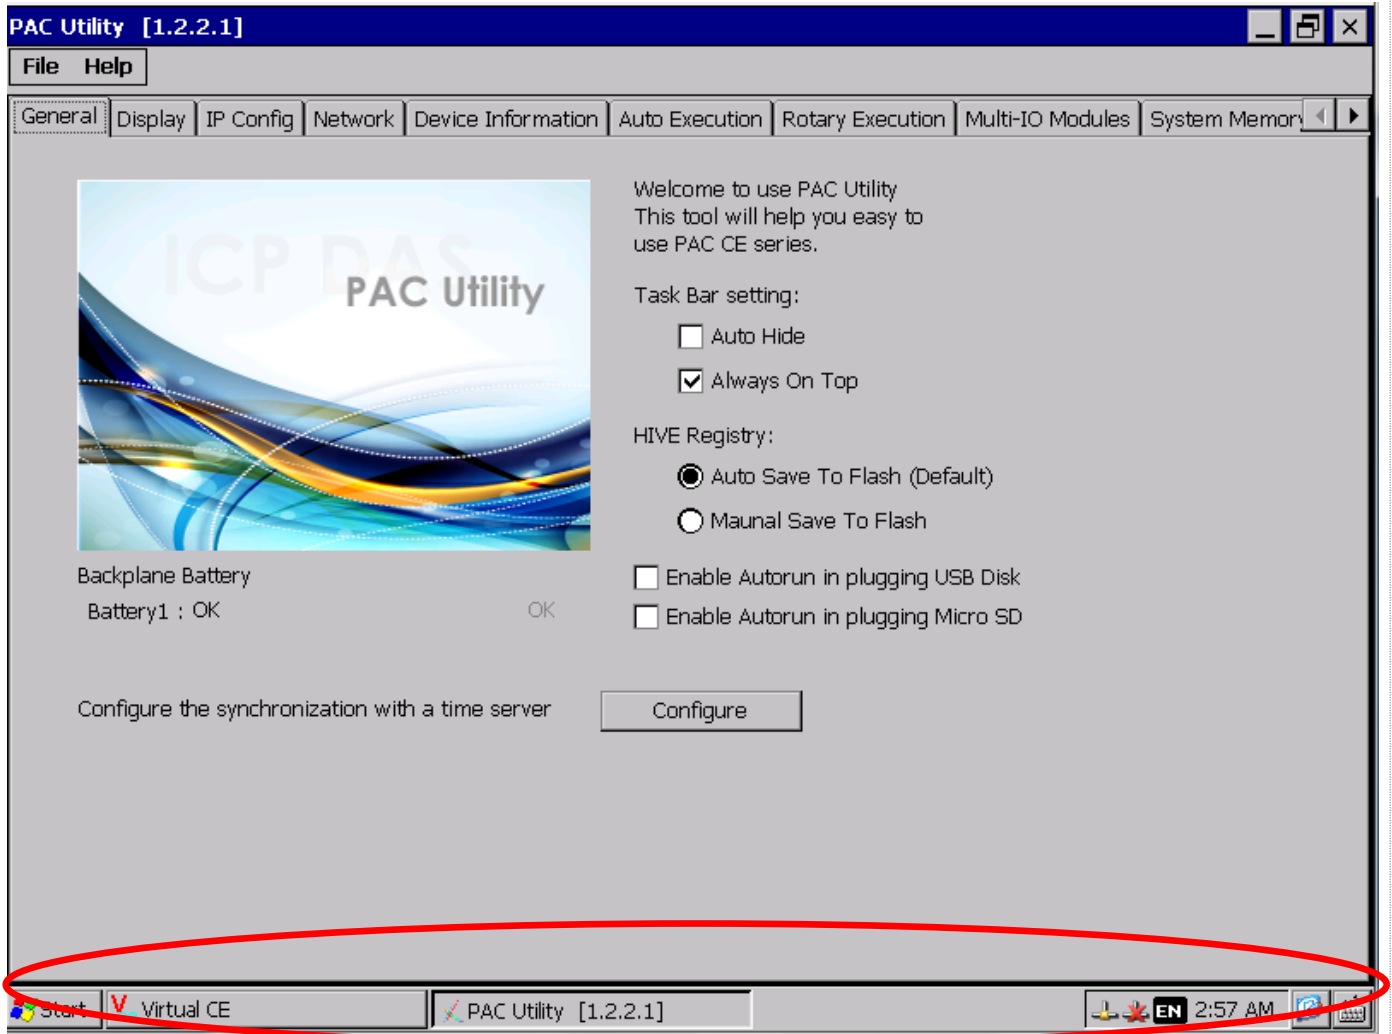 PAC Utility [1.2.2.1]
File Help
General Display IP Config Network Device Information Auto Execution Rotary Execution Multi-IO Modules System Memory
ICP DAS
PAC Utility
Welcome to use PAC Utility
This tool will help you easy to
use PAC CE series.
Task Bar setting:
Auto Hide
Always On Top
HIVE Registry:
Auto Save To Flash (Default)
Maunal Save To Flash
Backplane Battery
Battery1 : OK OK
Enable Autorun in plugging USB Disk
Enable Autorun in plugging Micro SD
Configure the synchronization with a time server Configure
Start Virtual CE PAC Utility [1.2.2.1] EN 2:57 AM